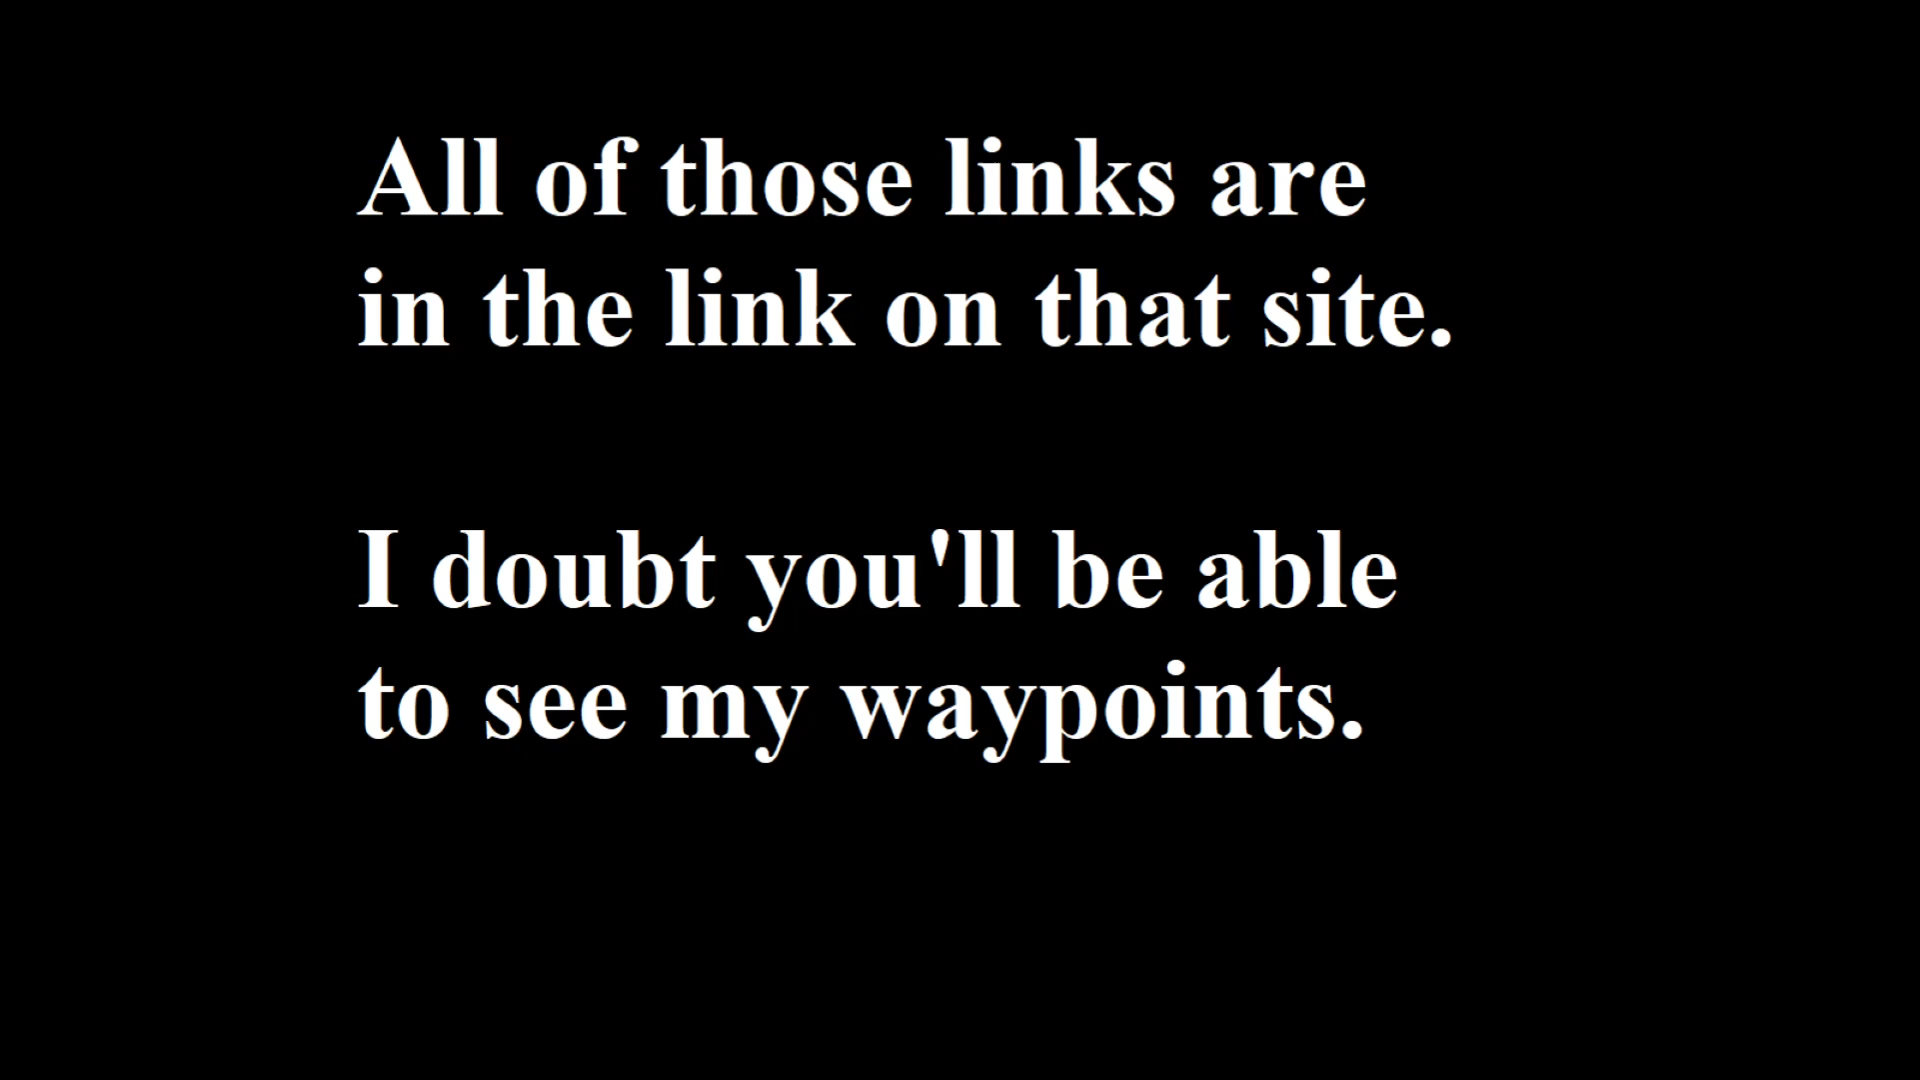 All of those links are
in the link on that site.
I doubt you'll be able
to see my waypoints.